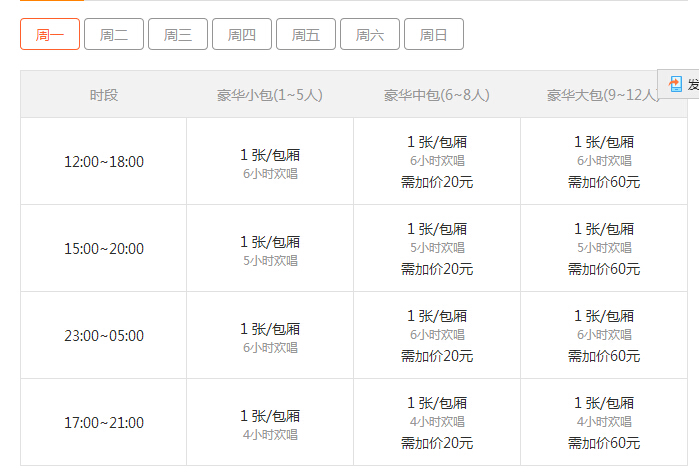 周一 周二 周三 周四 周五 周六 周日
时段 豪华小包(1~5人) 豪华中包(6~8人) 豪华大包(9~12人)
发
12:00~18:00
1 张/包厢
6小时欢唱
1 张/包厢
6小时欢唱
需加价20元
1 张/包厢
6小时欢唱
需加价60元
15:00~20:00
1 张/包厢
5小时欢唱
1 张/包厢
5小时欢唱
需加价20元
1 张/包厢
5小时欢唱
需加价60元
23:00~05:00
1 张/包厢
6小时欢唱
1 张/包厢
6小时欢唱
需加价20元
1 张/包厢
6小时欢唱
需加价60元
17:00~21:00
1 张/包厢
4小时欢唱
1 张/包厢
4小时欢唱
需加价20元
1 张/包厢
4小时欢唱
需加价60元